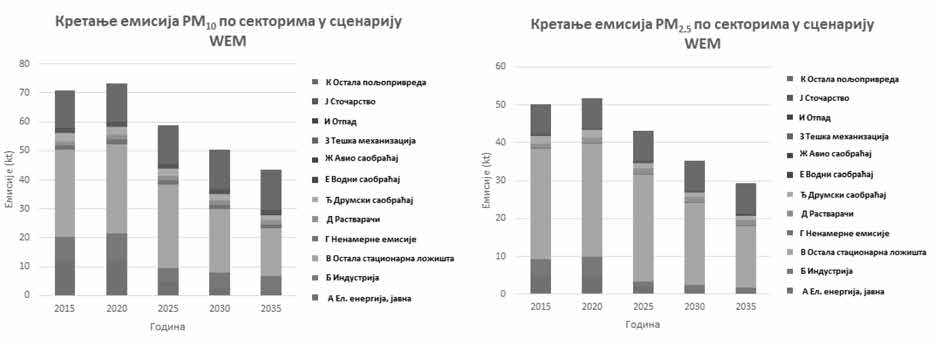 Кретање емисија PM10 по секторима у сценарију
WEM
80
70
60
50
40
30
20
10
0
Емисије (kt)
2015 2020 2025 2030 2035
Година
К Остала пољопривреда
Ј Сточарство
И Отпад
З Тешка механизација
Ж Авио саобраћај
Е Водни саобраћај
Ђ Друмски саобраћај
Д Растварачи
Г Ненамерне емисије
В Остала стационарна ложишта
Б Индустрија
А Ел. енергија, јавна
Кретање емисија PM2.5 по секторима у сценарију
WEM
60
50
40
30
20
10
0
Емисије (kt)
2015 2020 2025 2030 2035
Година
К Остала пољопривреда
Ј Сточарство
И Отпад
З Тешка механизација
Ж Авио саобраћај
Е Водни саобраћај
Ђ Друмски саобраћај
Д Растварачи
Г Ненамерне емисије
В Остала стационарна ложишта
Б Индустрија
А Ел. енергија, јавна